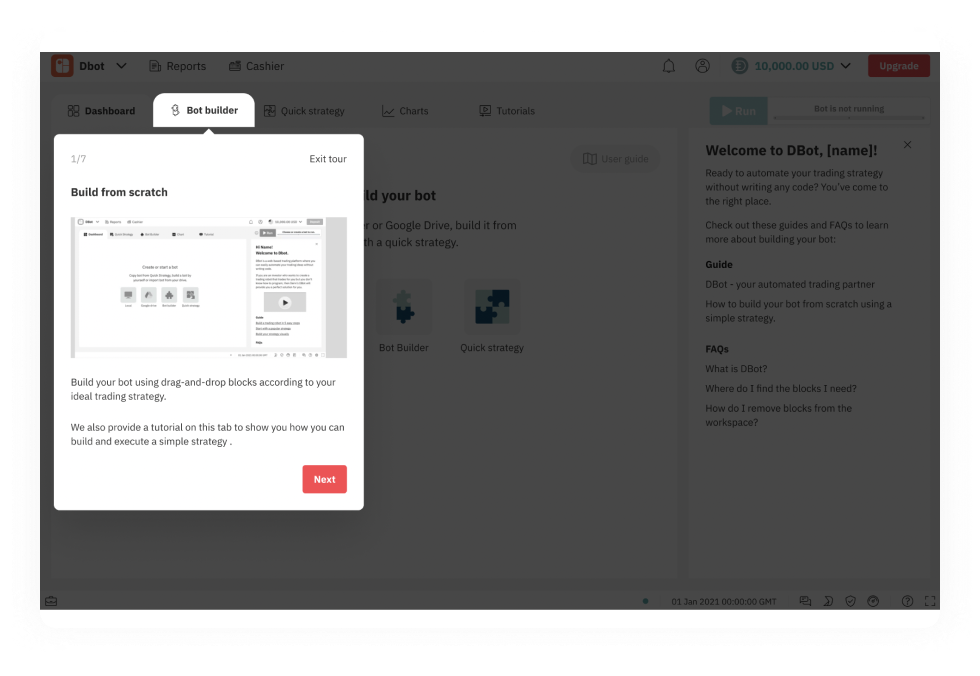 Dbot
Reports
Cashier
10,000.00 USD
Upgrade
Dashboard
Bot builder
Quick strategy
Charts
Tutorials
Run
Bot is not running
1/7
Exit tour
Build from scratch
Build your bot using drag-and-drop blocks according to your
ideal trading strategy.
We also provide a tutorial on this tab to show you how you can
build and execute a simple strategy .
Next
User guide
ld your bot
r or Google Drive, build it from
th a quick strategy.
Bot Builder
Quick strategy
Welcome to DBot, [name]!
Ready to automate your trading strategy
without writing any code? You've come to
the right place.
Check out these guides and FAQs to learn
more about building your bot:
Guide
DBot - your automated trading partner
How to build your bot from scratch using a
simple strategy.
FAQs
What is DBot?
Where do I find the blocks I need?
How do I remove blocks from the
workspace?
01 Jan 2021 00:00:00 GMT